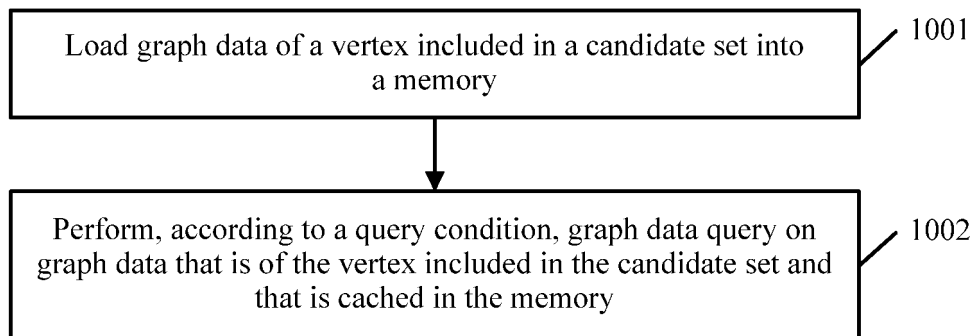 Load graph data of a vertex included in a candidate set into
a memory
1001
Perform, according to a query condition, graph data query on
graph data that is of the vertex included in the candidate set and
that is cached in the memory
1002